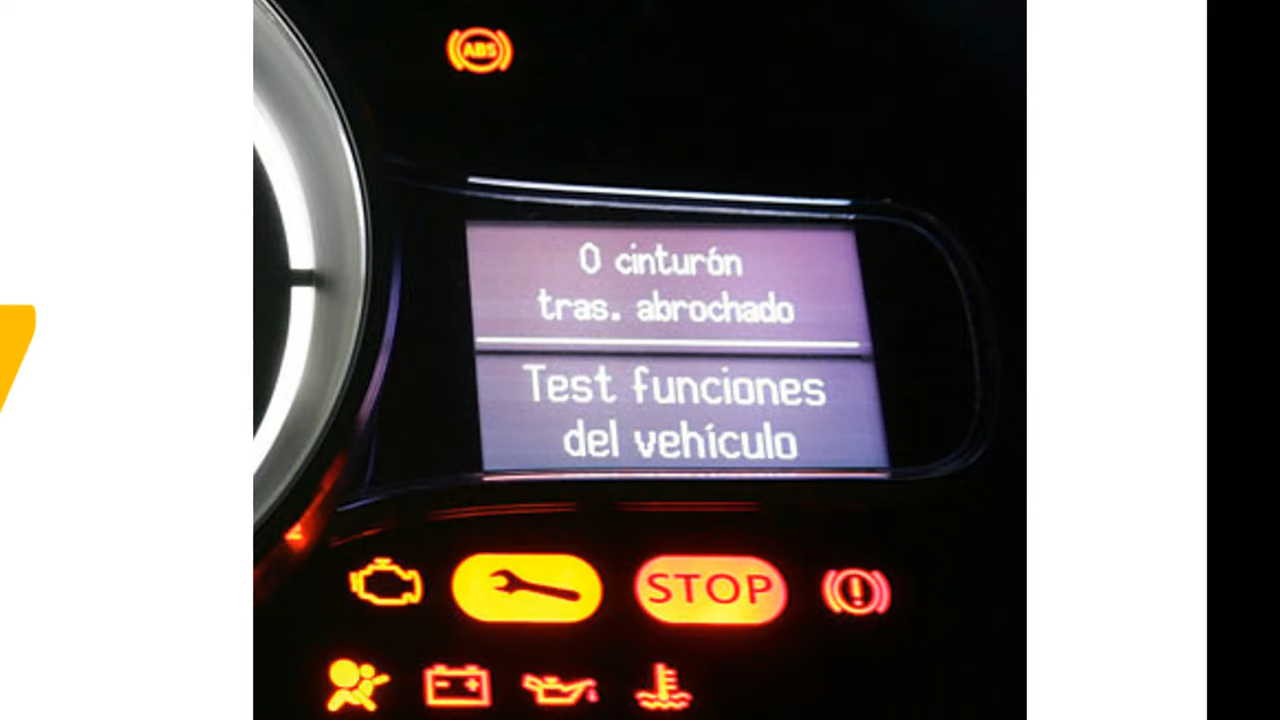 ABS
0 cinturón
tras. abrochado
Test funciones
del vehículo
STOP